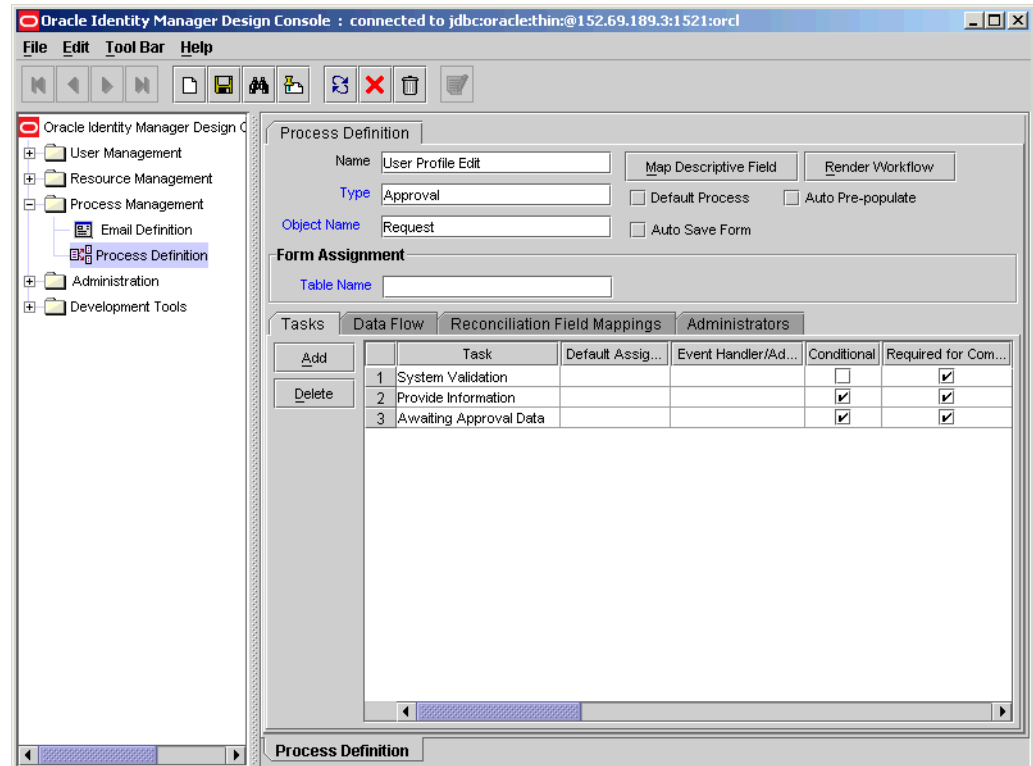 Oracle Identity Manager Design Console : connected to jdbc:oracle:thin:@152.69.189.3:1521:orcl
File Edit Tool Bar Help
Oracle Identity Manager Design C
User Management
Resource Management
Process Management
Email Definition
Process Definition
Administration
Development Tools
Process Definition
Name User Profile Edit Map Descriptive Field Render Workflow
Type Approval Default Process Auto Pre-populate
Object Name Request Auto Save Form
Form Assignment
Table Name
Tasks Data Flow Reconciliation Field Mappings Administrators
Add
Delete
Task Default Assig... Event Handler/Ad... Conditional Required for Com...
1 System Validation
2 Provide Information
3 Awaiting Approval Data
Process Definition